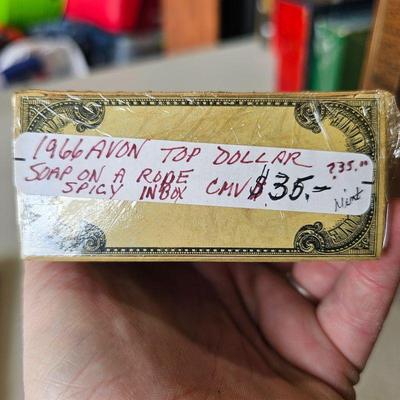 1966 AVON TOP DOLLAR
SOAP ON A ROPE
SPICY IN BOX CMV $35.-
?35.00
Mint